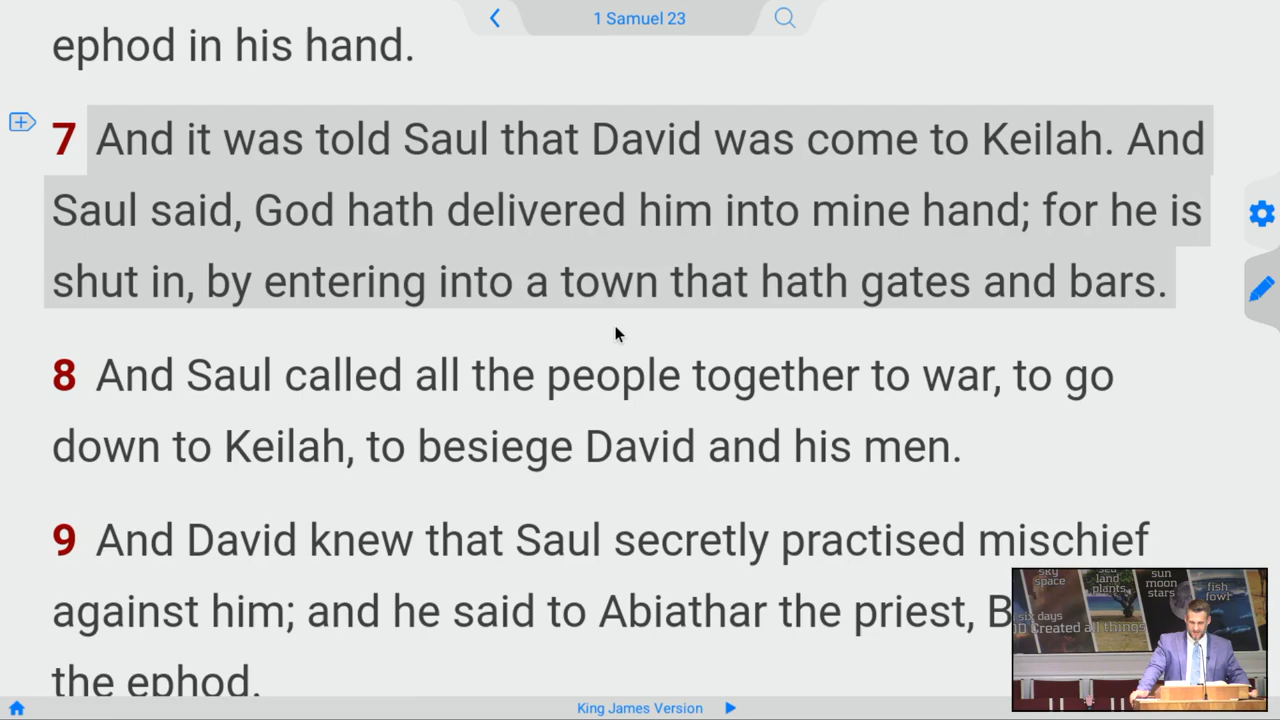 1 Samuel 23
ephod in his hand.
7 And it was told Saul that David was come to Keilah. And
Saul said, God hath delivered him into mine hand; for he is
shut in, by entering into a town that hath gates and bars.
8 And Saul called all the people together to war, to go
down to Keilah, to besiege David and his men.
9 And David knew that Saul secretly practised mischief
against him; and he said to Abiathar the priest, B
the ephod.
sky
space
sea
land
plants
sun
moon
stars
fish
fowl
six days
OD Created all things
King James Version